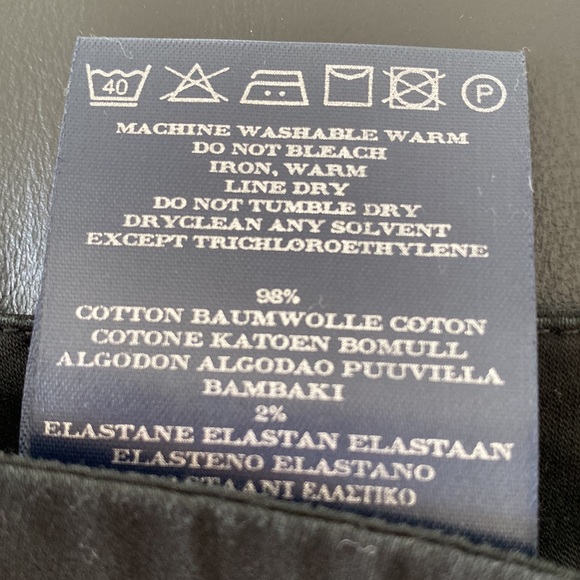 40 P
MACHINE WASHABLE WARM
DO NOT BLEACH
IRON, WARM
LINE DRY
DO NOT TUMBLE DRY
DRYCLEAN ANY SOLVENT
EXCEPT TRICHLOROETHYLENE
98%
COTTON BAUMWOLLE COTON
COTONE KATOEN BOMULL
ALGODON ALGODAO PUUVILLA
BAMBAKI
2%
ELASTANE ELASTAN ELASTAAN
ELASTENO ELASTANO
ΕΛΑΣΤΙΚΟ